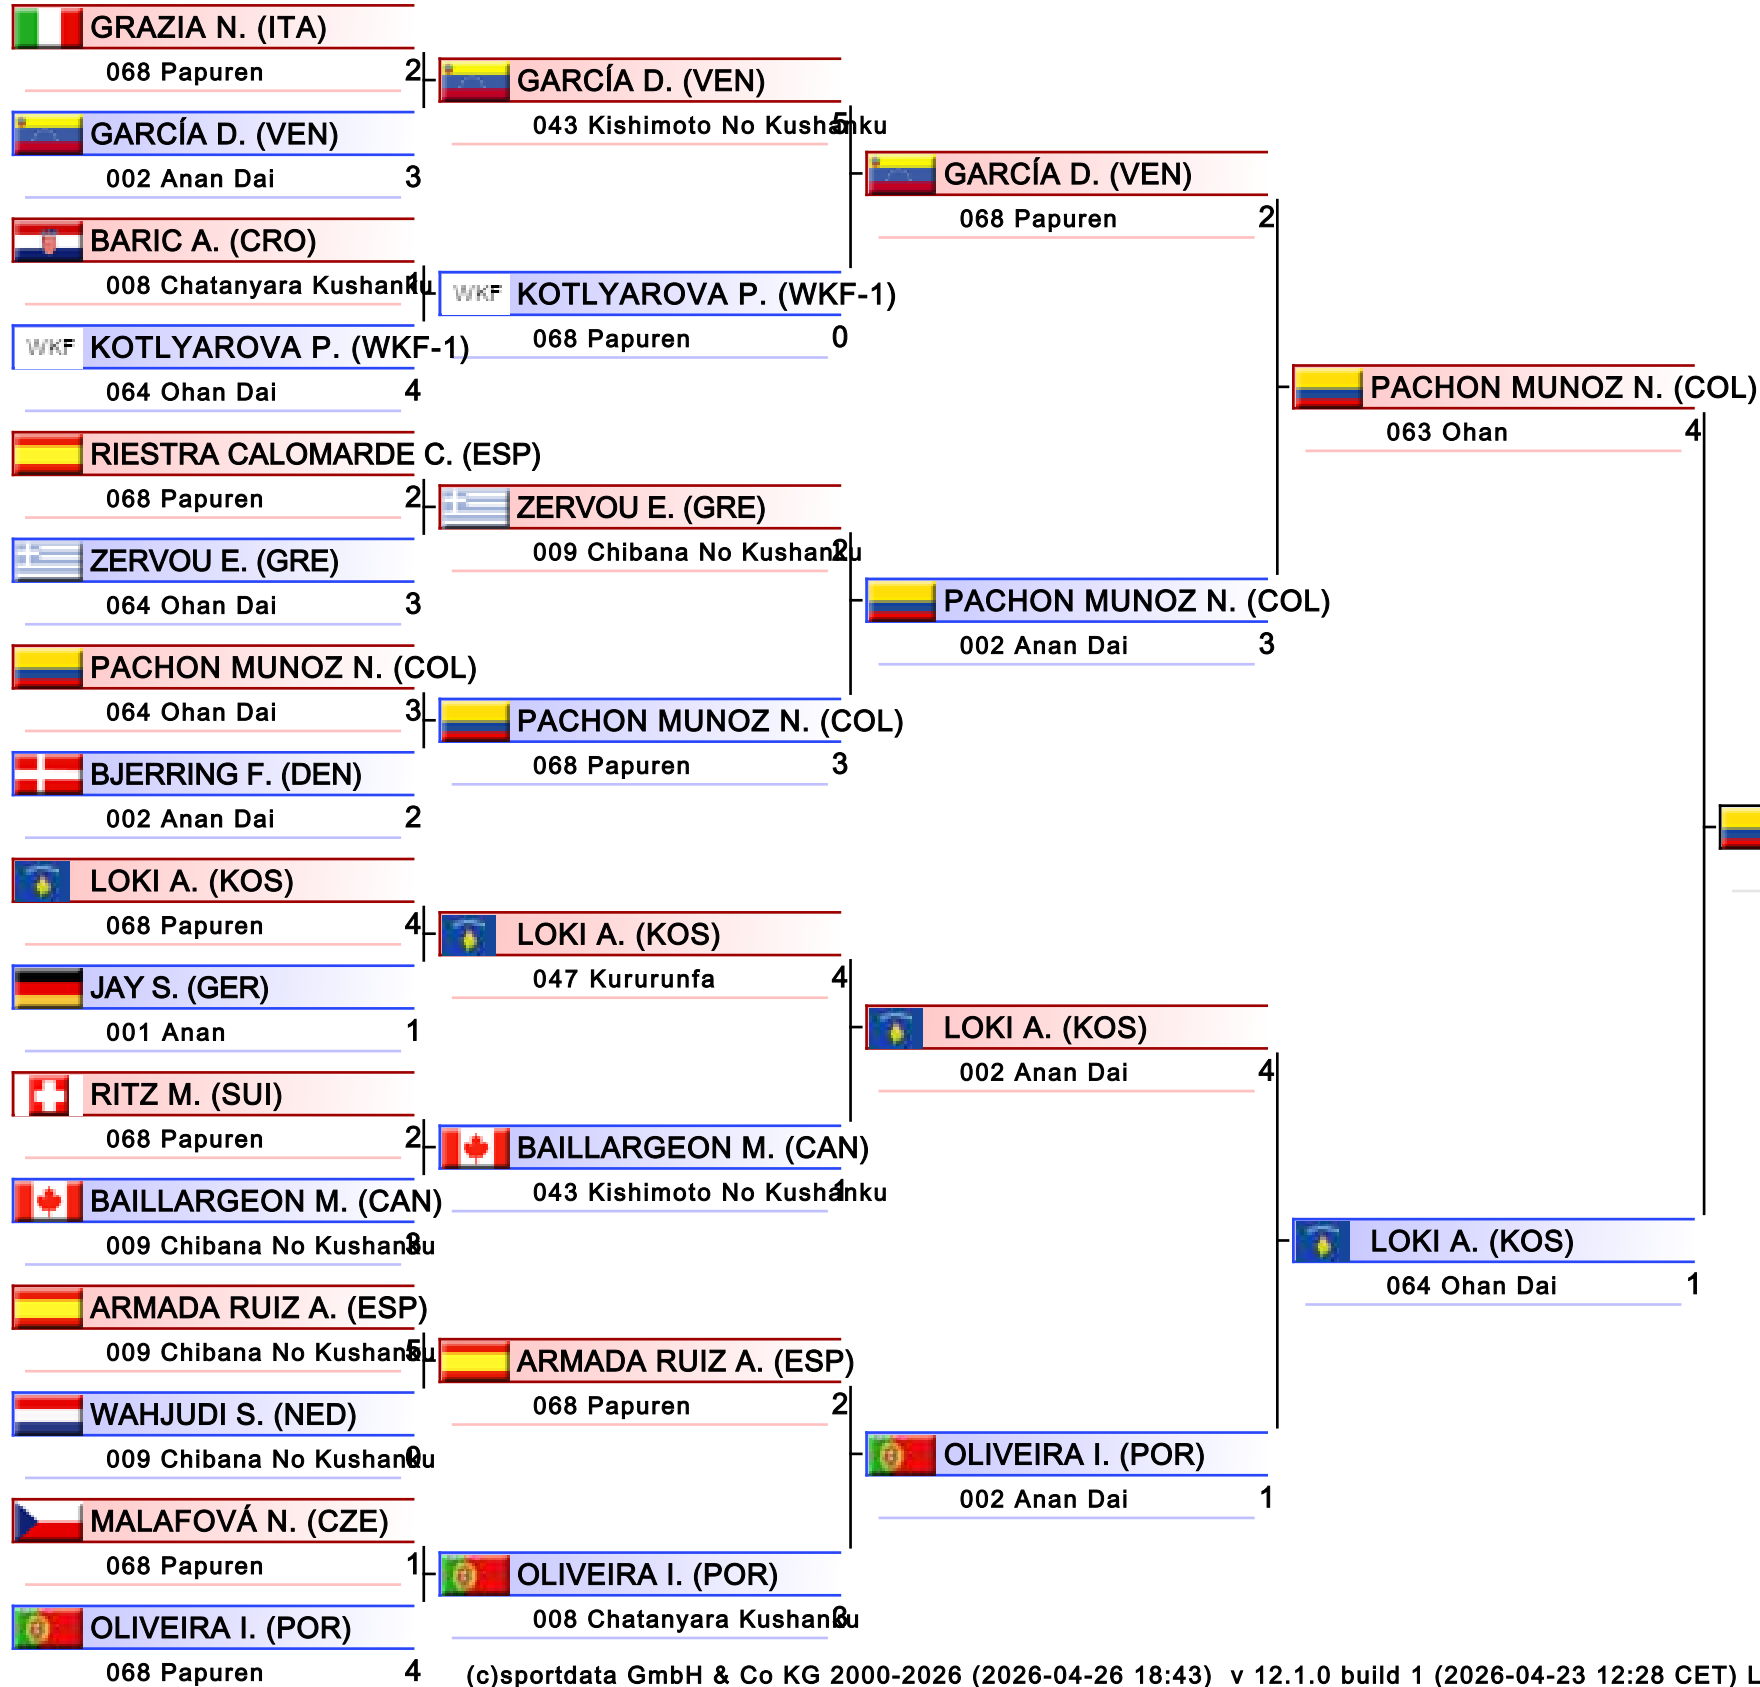 GRAZIA N. (ITA)
068 Papuren 2
GARCÍA D. (VEN)
002 Anan Dai 3
BARIC A. (CRO)
008 Chatanyara Kushanku 1
WKF KOTLYAROVA P. (WKF-1)
064 Ohan Dai 4
RIESTRA CALOMARDE C. (ESP)
068 Papuren 2
ZERVOU E. (GRE)
064 Ohan Dai 3
PACHON MUNOZ N. (COL)
064 Ohan Dai 3
BJERRING F. (DEN)
002 Anan Dai 2
LOKI A. (KOS)
068 Papuren 4
JAY S. (GER)
001 Anan 1
RITZ M. (SUI)
068 Papuren 2
BAILLARGEON M. (CAN)
009 Chibana No Kushanku 3
ARMADA RUIZ A. (ESP)
009 Chibana No Kushanku 5
WAHJUDI S. (NED)
009 Chibana No Kushanku 0
MALAFOVÁ N. (CZE)
068 Papuren 1
OLIVEIRA I. (POR)
068 Papuren 4
GARCÍA D. (VEN)
043 Kishimoto No Kushanku 5
WKF KOTLYAROVA P. (WKF-1)
068 Papuren 0
ZERVOU E. (GRE)
009 Chibana No Kushanku 2
PACHON MUNOZ N. (COL)
068 Papuren 3
LOKI A. (KOS)
047 Kururunfa 4
BAILLARGEON M. (CAN)
043 Kishimoto No Kushanku 1
ARMADA RUIZ A. (ESP)
068 Papuren 2
OLIVEIRA I. (POR)
008 Chatanyara Kushanku 3
GARCÍA D. (VEN)
068 Papuren 2
PACHON MUNOZ N. (COL)
002 Anan Dai 3
LOKI A. (KOS)
002 Anan Dai 4
OLIVEIRA I. (POR)
002 Anan Dai 1
PACHON MUNOZ N. (COL)
063 Ohan 4
LOKI A. (KOS)
064 Ohan Dai 1
(c)sportdata GmbH & Co KG 2000-2026 (2026-04-26 18:43) v 12.1.0 build 1 (2026-04-23 12:28 CET) L